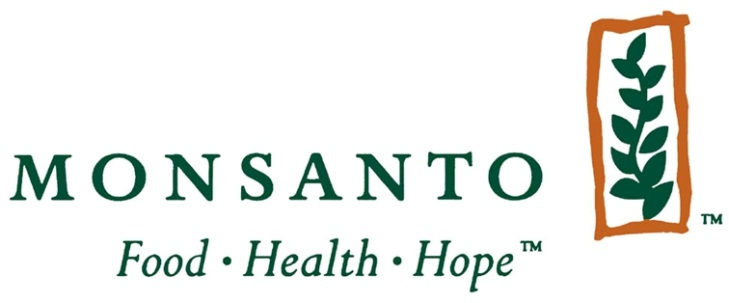 MONSANTO
Food · Health · Hope™
™